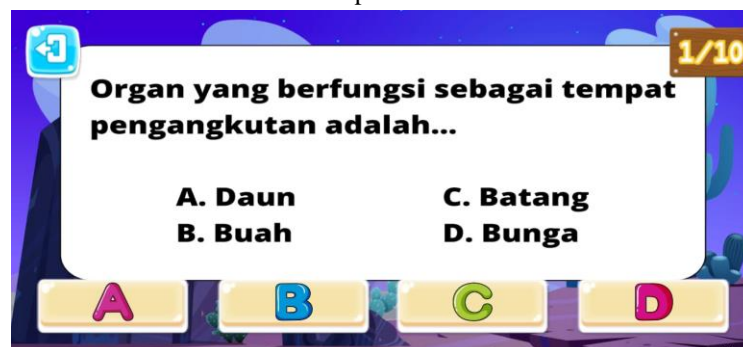 1/10
Organ yang berfungsi sebagai tempat
pengangkutan adalah...
A. Daun
C. Batang
B. Buah
D. Bunga
A
B
C
D